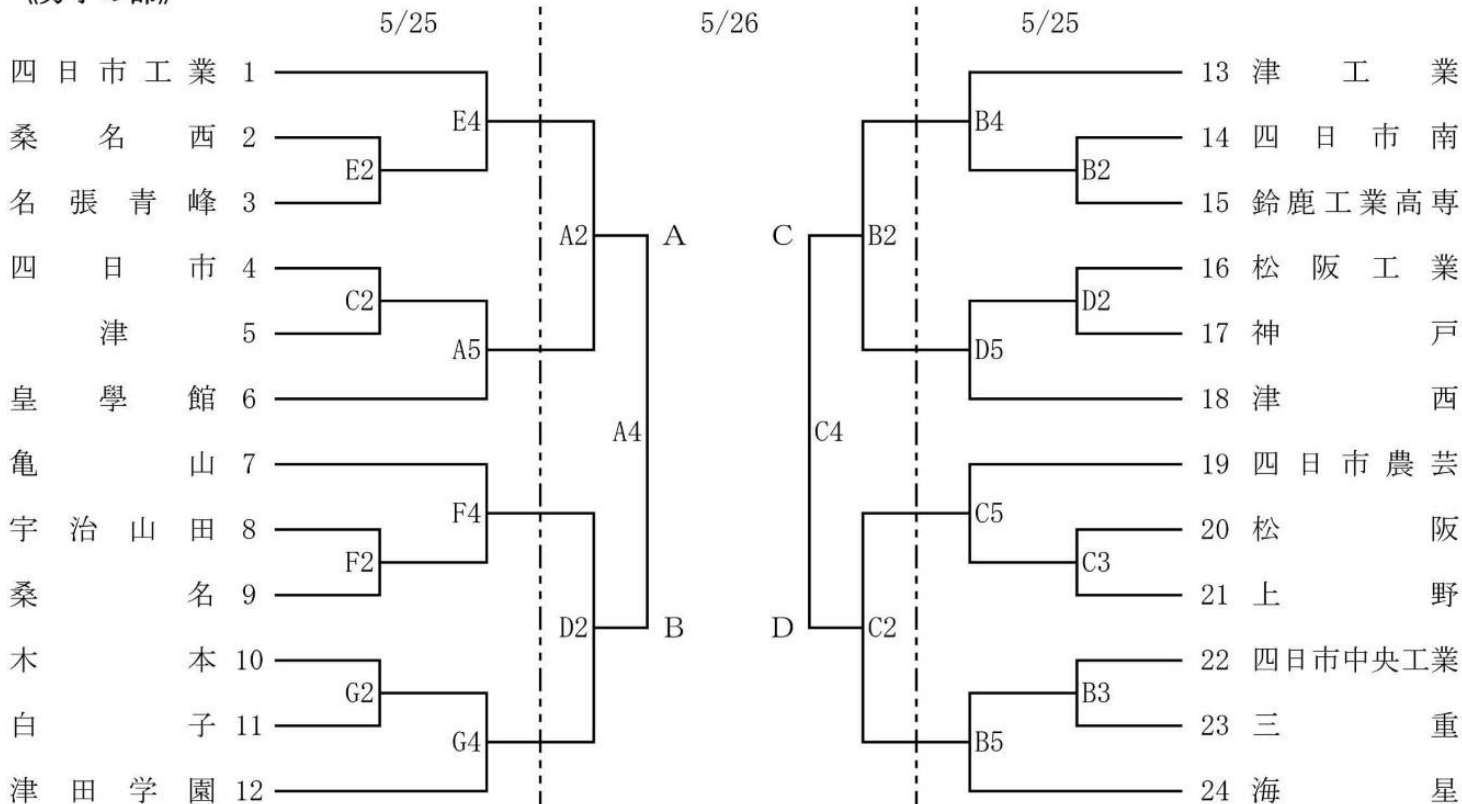 5/25 5/26 5/25
四日市工業 1 13 津工業
E4 B4
桑名西 2 14 四日市南
E2 B2
名張青峰 3 15 鈴鹿工業高専
A2 A C B2
四日市 4 16 松阪工業
C2 D2
津 5 17 神戸
A5 D5
皇學館 6 18 津西
A4 C4
亀山 7 19 四日市農芸
F4 C5
宇治山田 8 20 松阪
F2 C3
桑名 9 21 上野
D2 B D C2
木本 10 22 四日市中央工業
G2 B3
白子 11 23 三重
G4 B5
津田学園 12 24 海星